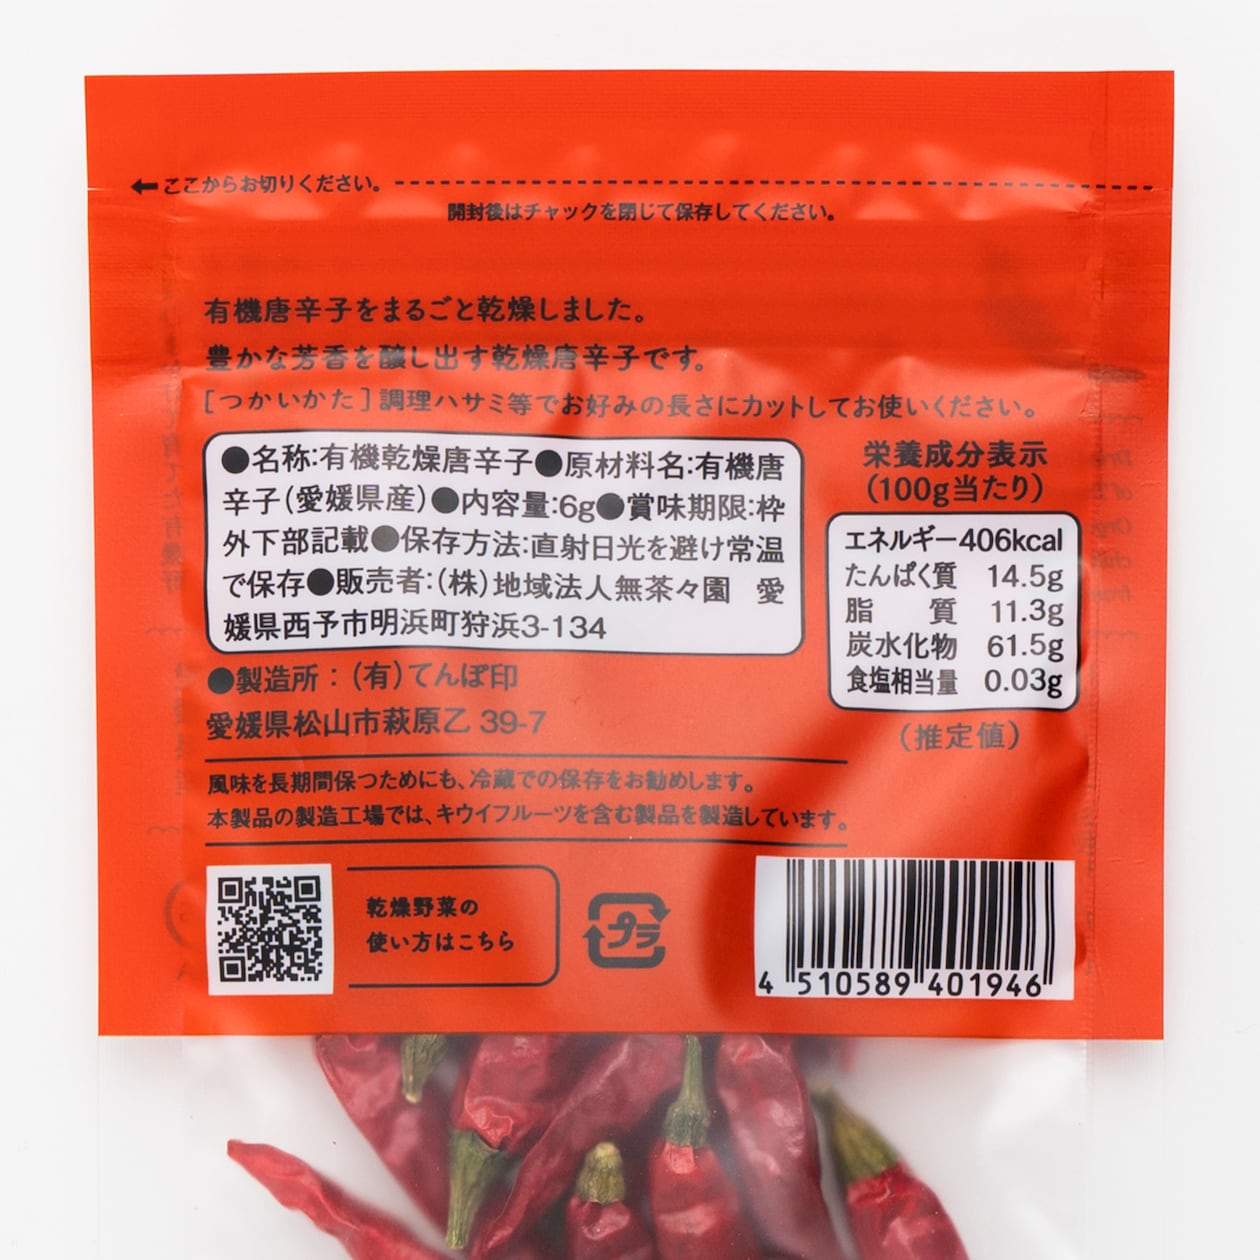 ←ここからお切りください。
開封後はチャックを閉じて保存してください。
有機唐辛子をまるごと乾燥しました。
豊かな芳香を醸し出す乾燥唐辛子です。
[つかいかた]調理ハサミ等でお好みの長さにカットしてお使いください。
●名称:有機乾燥唐辛子●原材料名:有機唐
辛子(愛媛県産)●内容量:6g●賞味期限:枠
外下部記載●保存方法:直射日光を避け常温
で保存●販売者:(株)地域法人無茶々園 愛
媛県西予市明浜町狩浜3-134
栄養成分表示
(100g当たり)
エネルギー406kcal
たんぱく質 14.5g
脂質 11.3g
炭水化物 61.5g
食塩相当量 0.03g
(推定値)
●製造所：(有)てんぽ印
愛媛県松山市萩原乙 39-7
風味を長期間保つためにも、冷蔵での保存をお勧めします。
本製品の製造工場では、キウイフルーツを含む製品を製造しています。
乾燥野菜の
使い方はこちら
プラ
4 510589 401946